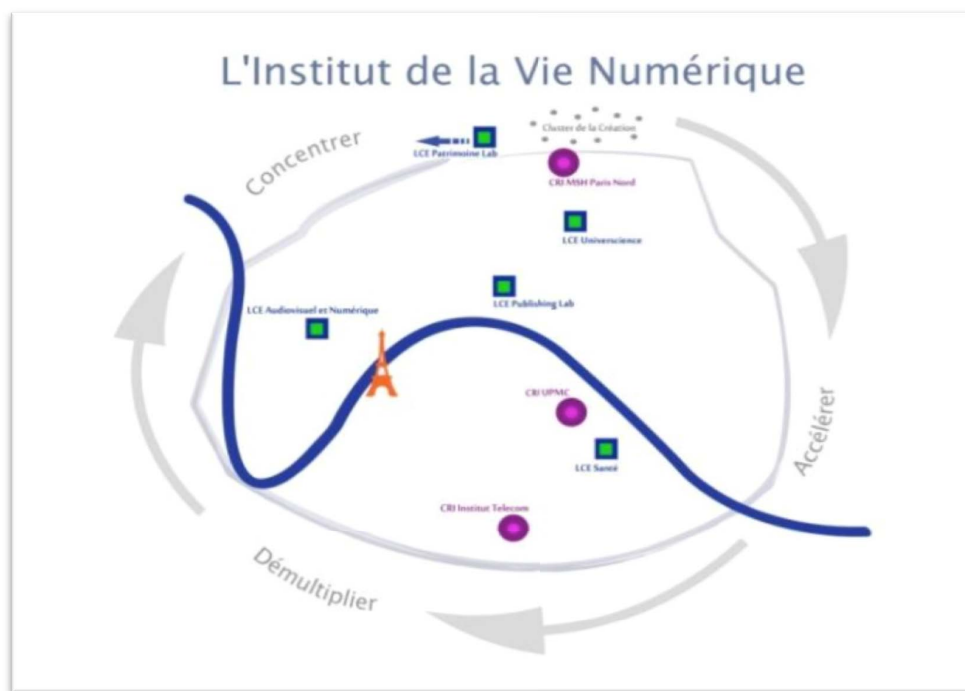 L'Institut de la Vie Numérique
Concentrer
Cluster de la Création
LCE Patrimoine Lab
CRI MSH Paris Nord
LCE Universcience
LCE Publishing Lab
LCE Audiovisuel et Numérique
CRI UPMC
Accélérer
LCE Santé
CRI Institut Telecom
Démultiplier